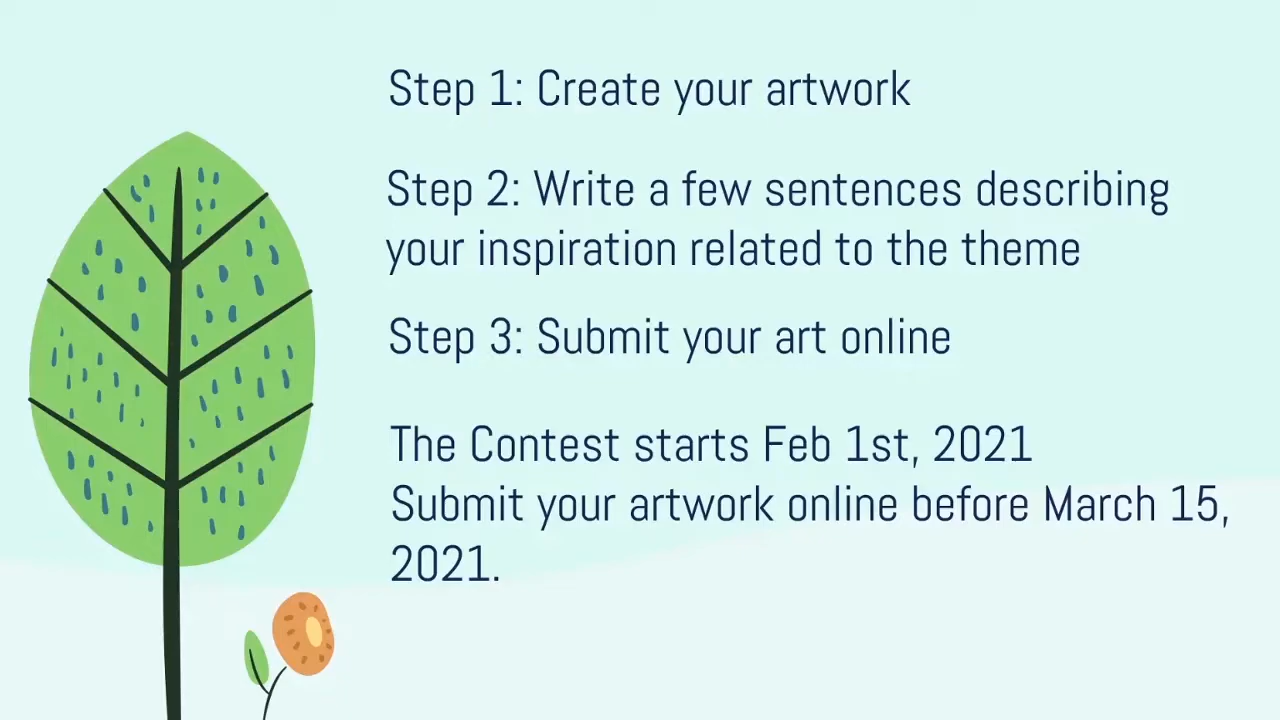 Step 1: Create your artwork
Step 2: Write a few sentences describing
your inspiration related to the theme
Step 3: Submit your art online
The Contest starts Feb 1st, 2021
Submit your artwork online before March 15,
2021.